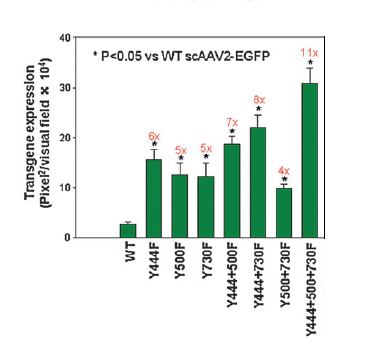 40
* P<0.05 vs WT scAAV2-EGFP
30
20
10
0
Transgene expression
(Pixel²/visual field × 10⁴)
6x
*
5x
*
5x
*
7x
*
8x
*
4x
*
11x
*
WT
Y444F
Y500F
Y730F
Y444+500F
Y444+730F
Y500+730F
Y444+500+730F